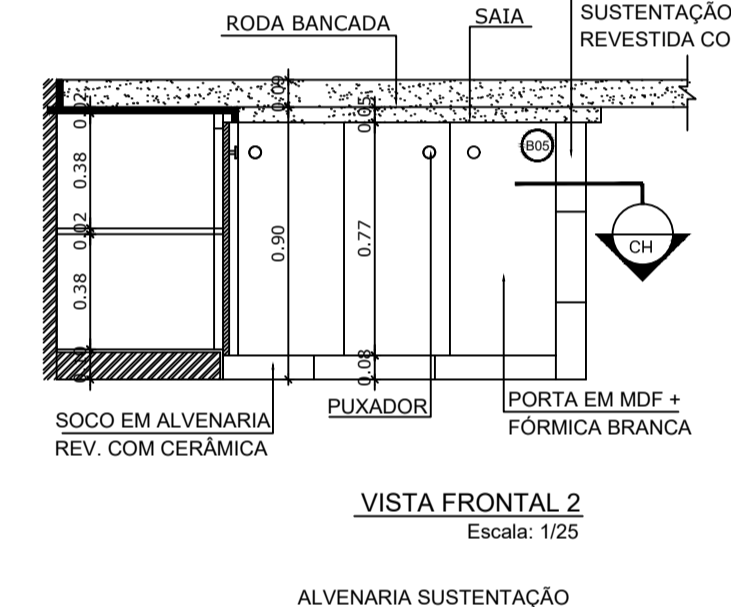 SUSTENTAÇÃO
REVESTIDA CO
RODA BANCADA
SAIA
0.09
0.02
0.05
0.38
B05
0.02
0.90
0.77
CH
0.38
0.08
SOCO EM ALVENARIA
REV. COM CERÂMICA
PUXADOR
PORTA EM MDF +
FÓRMICA BRANCA
VISTA FRONTAL 2
Escala: 1/25
ALVENARIA SUSTENTAÇÃO